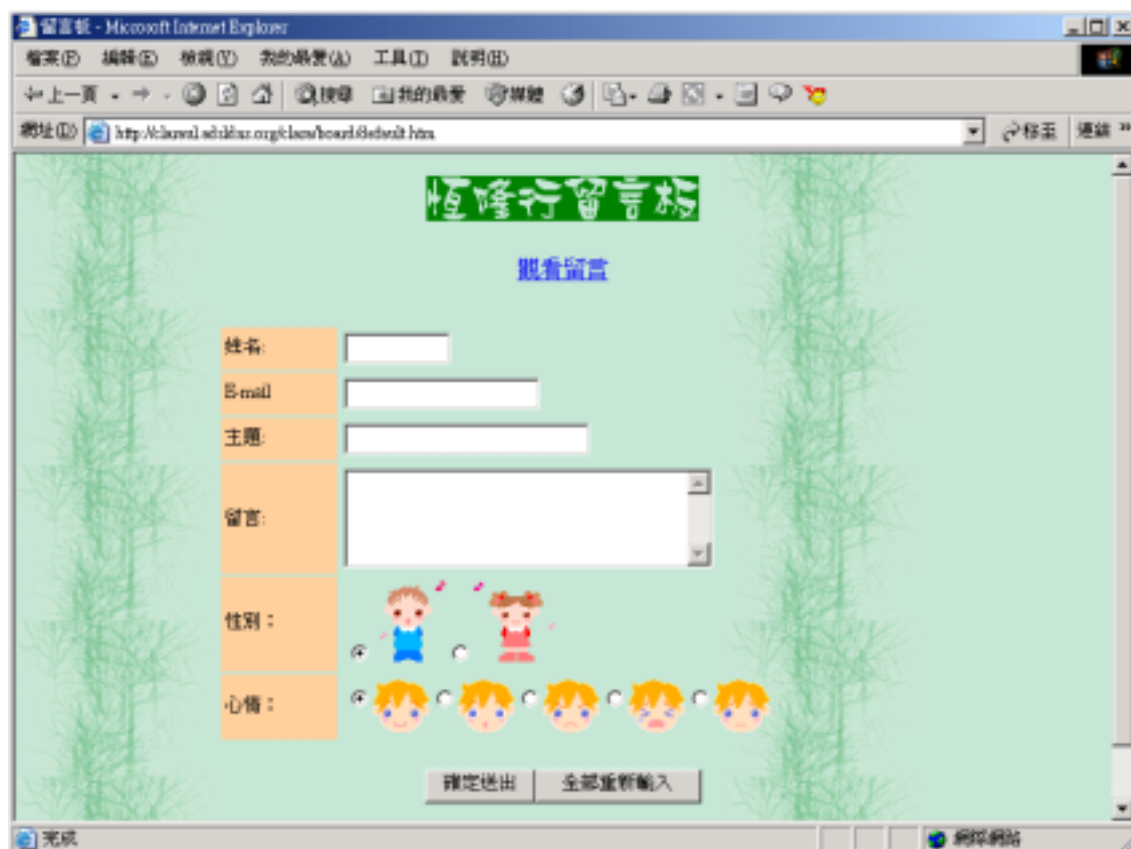 留言板 - Microsoft Internet Explorer
檔案(F) 編輯(E) 檢視(V) 我的最愛(A) 工具(T) 說明(H)
上一頁 搜尋 我的最愛 媒體
網址(D) 移至 連結 »
恆隆行留言板
觀看留言
姓名:
E-mail
主題:
留言:
性別：
心情：
確定送出 全部重新輸入
完成 網際網路